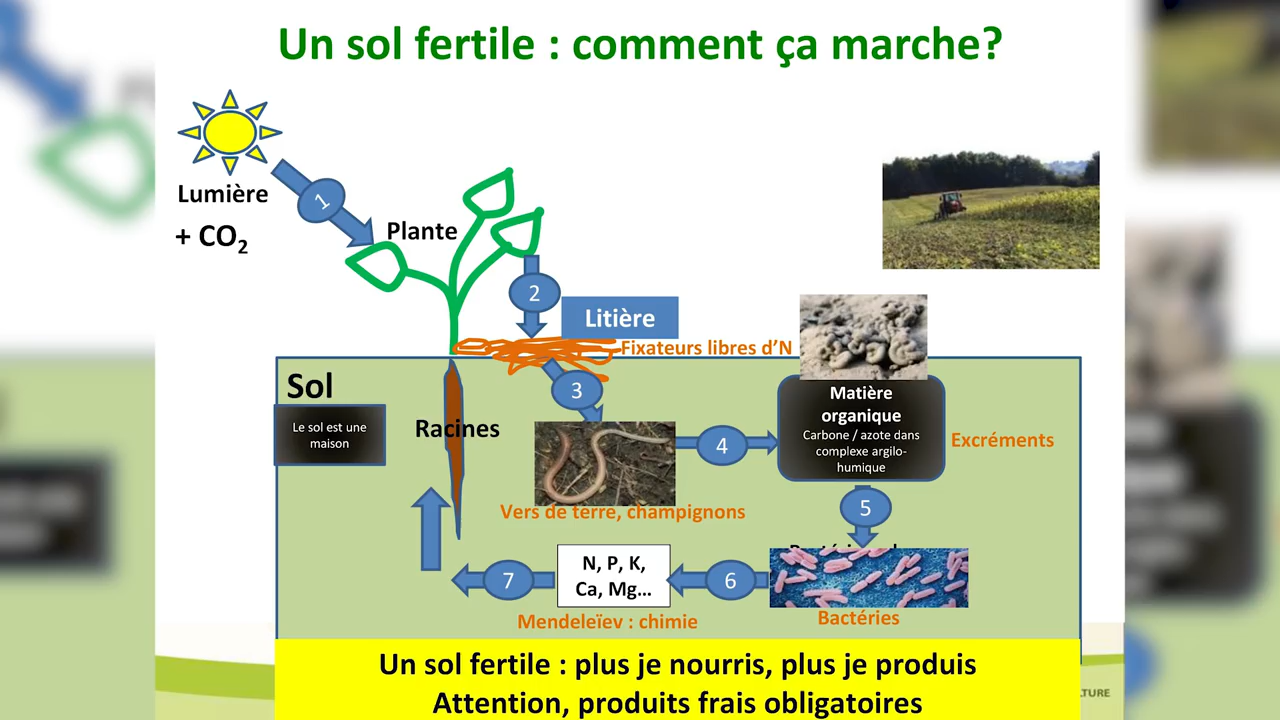 Un sol fertile : comment ça marche?
Lumière
+ CO₂
1
Plante
2
Litière
Fixateurs libres d'N
Sol
Le sol est une
maison
Racines
3
4
Matière
organique
Carbone / azote dans
complexe argilo-
humique
Excréments
Vers de terre, champignons
5
Bactéries
6
N, P, K,
Ca, Mg…
7
Mendeleïev : chimie
Un sol fertile : plus je nourris, plus je produis
Attention, produits frais obligatoires